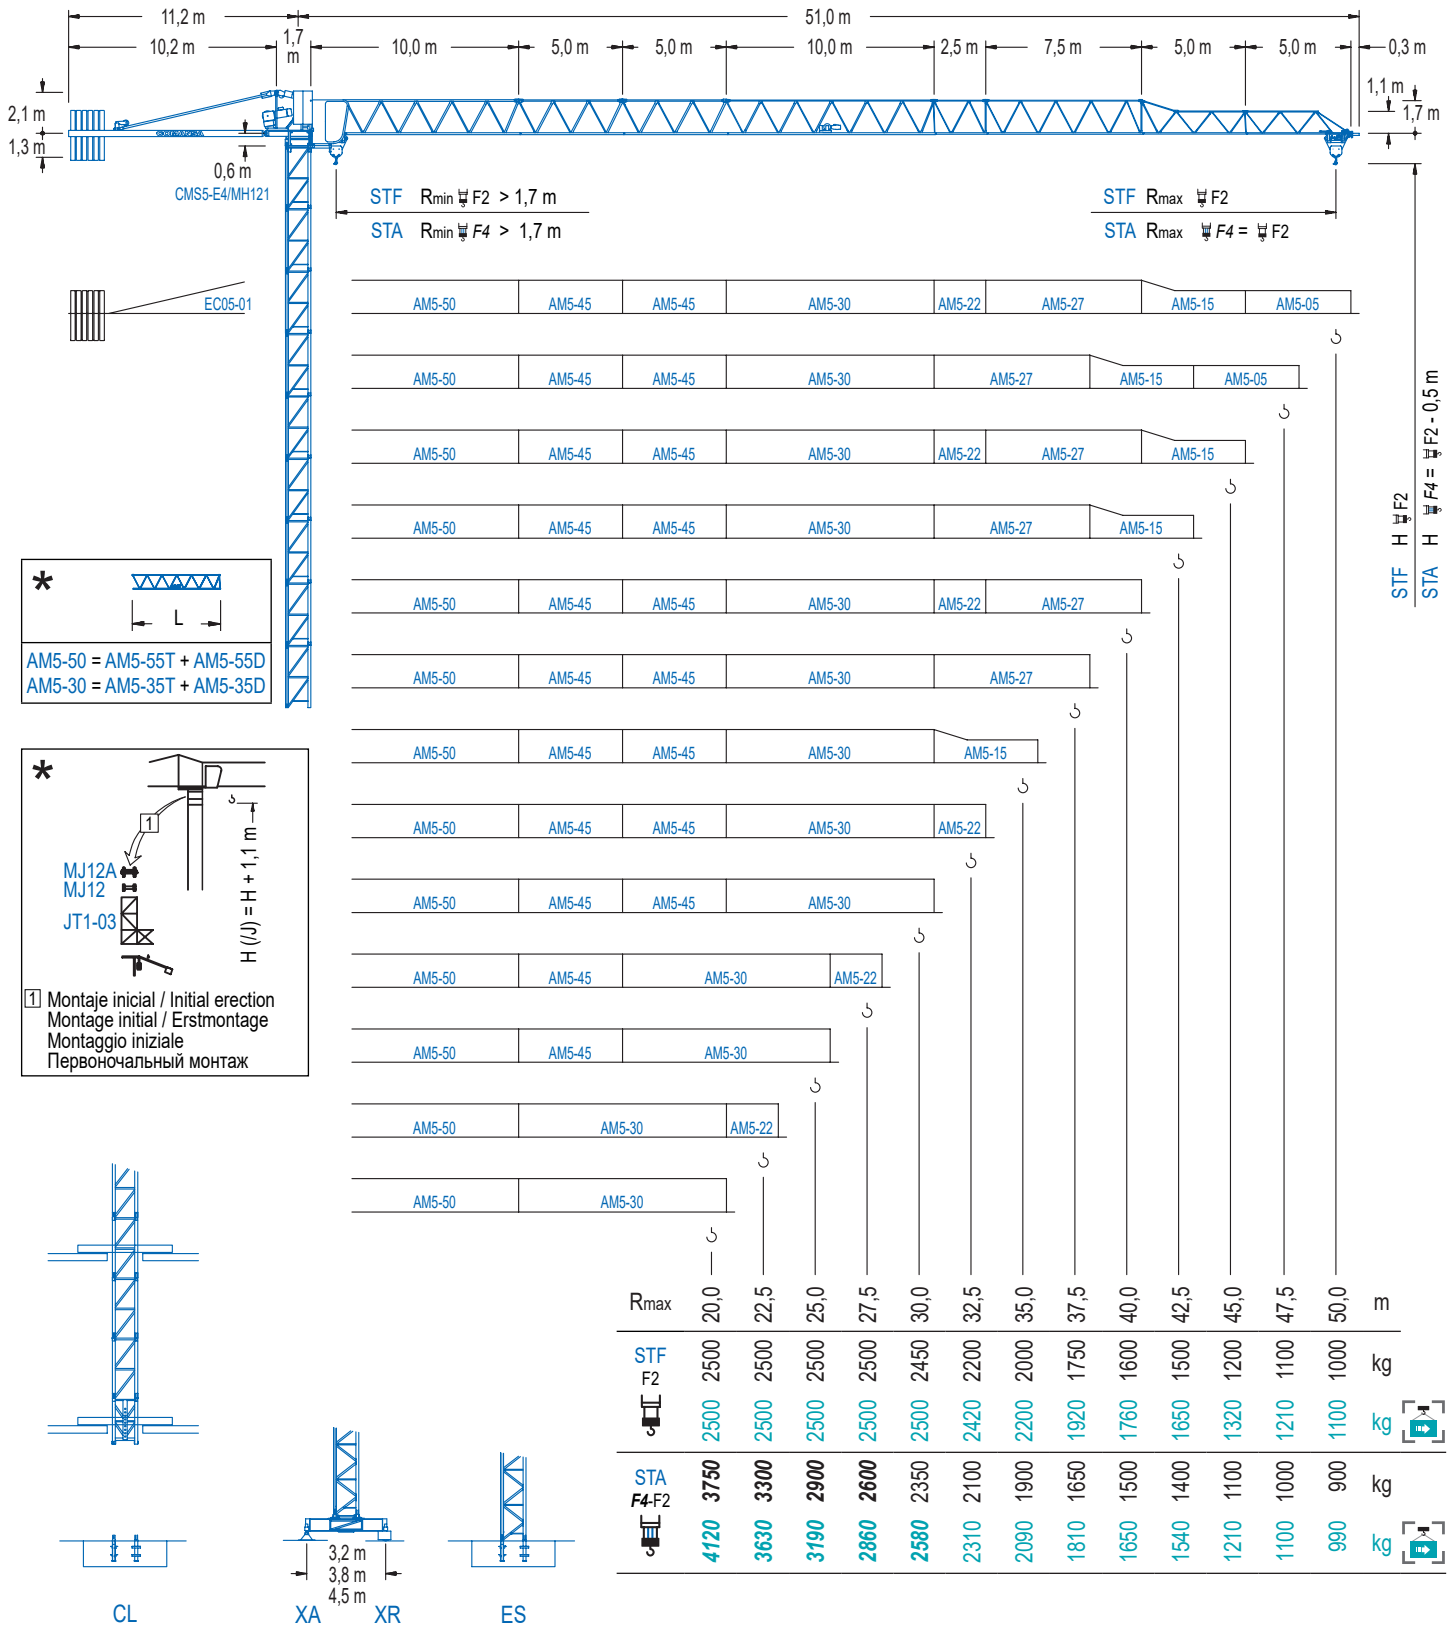 11,2 m 51,0 m
10,2 m 1,7 m 10,0 m 5,0 m 5,0 m 10,0 m 2,5 m 7,5 m 5,0 m 5,0 m 0,3 m
2,1 m
1,3 m
1,1 m
1,7 m
COMANSA
0,6 m
CMS5-E4/MH121
STF Rmin F2 > 1,7 m
STA Rmin F4 > 1,7 m
STF Rmax F2
STA Rmax F4 = F2
EC05-01
AM5-50 AM5-45 AM5-45 AM5-30 AM5-22 AM5-27 AM5-15 AM5-05
AM5-50 AM5-45 AM5-45 AM5-30 AM5-27 AM5-15 AM5-05
AM5-50 AM5-45 AM5-45 AM5-30 AM5-22 AM5-27 AM5-15
AM5-50 AM5-45 AM5-45 AM5-30 AM5-27 AM5-15
AM5-50 AM5-45 AM5-45 AM5-30 AM5-22 AM5-27
AM5-50 AM5-45 AM5-45 AM5-30 AM5-27
AM5-50 AM5-45 AM5-45 AM5-30 AM5-15
AM5-50 AM5-45 AM5-45 AM5-30 AM5-22
AM5-50 AM5-45 AM5-45 AM5-30
AM5-50 AM5-45 AM5-30 AM5-22
AM5-50 AM5-45 AM5-30
AM5-50 AM5-30 AM5-22
AM5-50 AM5-30
STF H F2
STA H F4 = F2 - 0,5 m
*
L
AM5-50 = AM5-55T + AM5-55D
AM5-30 = AM5-35T + AM5-35D
*
1
MJ12A
MJ12
JT1-03
H (/J) = H + 1,1 m
1 Montaje inicial / Initial erection
Montage initial / Erstmontage
Montaggio iniziale
Первоночальный монтаж
Rmax 20,0 22,5 25,0 27,5 30,0 32,5 35,0 37,5 40,0 42,5 45,0 47,5 50,0 m
STF F2 2500 2500 2500 2500 2450 2200 2000 1750 1600 1500 1200 1100 1000 kg
2500 2500 2500 2500 2500 2420 2200 1920 1760 1650 1320 1210 1100 kg
STA F4-F2 3750 3300 2900 2600 2350 2100 1900 1650 1500 1400 1100 1000 900 kg
4120 3630 3190 2860 2580 2310 2090 1810 1650 1540 1210 1100 990 kg
3,2 m
3,8 m
4,5 m
CL XA XR ES